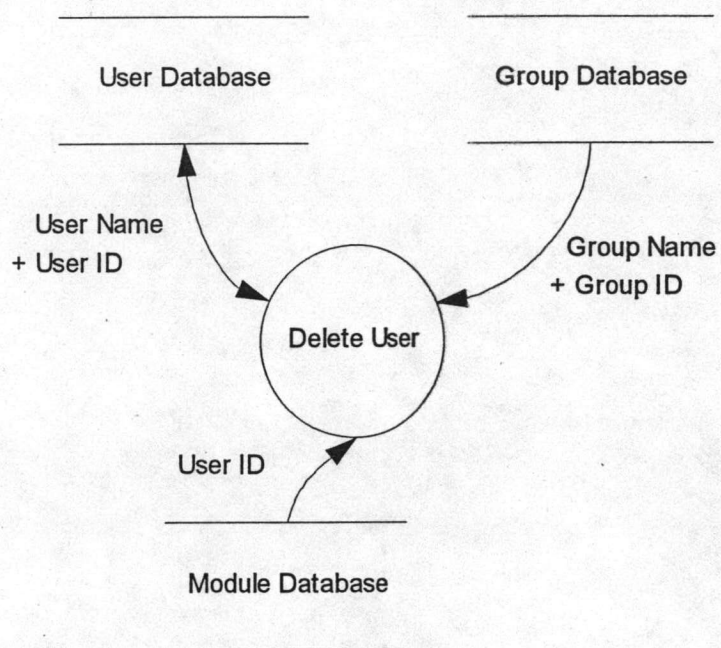 User Database
Group Database
User Name
+ User ID
Group Name
+ Group ID
Delete User
User ID
Module Database